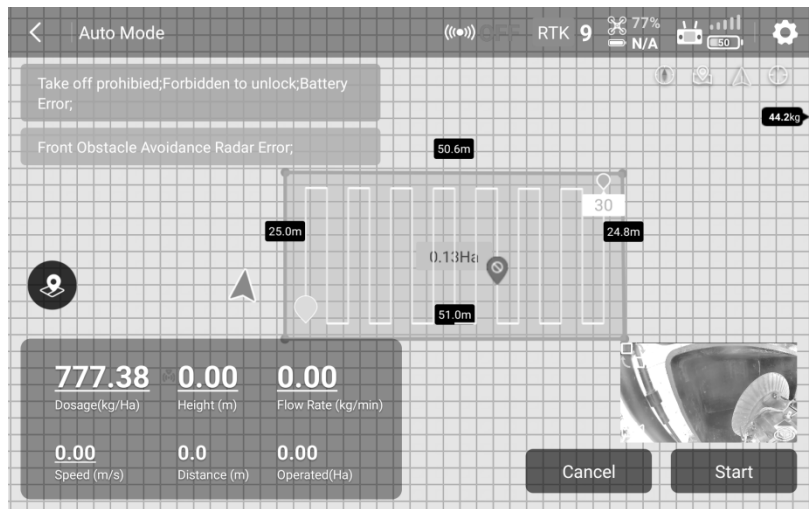 Auto Mode
OFF
RTK 9
77%
N/A
50
Take off prohibied;Forbidden to unlock;Battery
Error;
44.2kg
Front Obstacle Avoidance Radar Error;
50.6m
30
25.0m
24.8m
0.13Ha
51.0m
777.38
Dosage(kg/Ha)
0.00
Height (m)
0.00
Flow Rate (kg/min)
0.00
Speed (m/s)
0.0
Distance (m)
0.00
Operated(Ha)
Cancel
Start